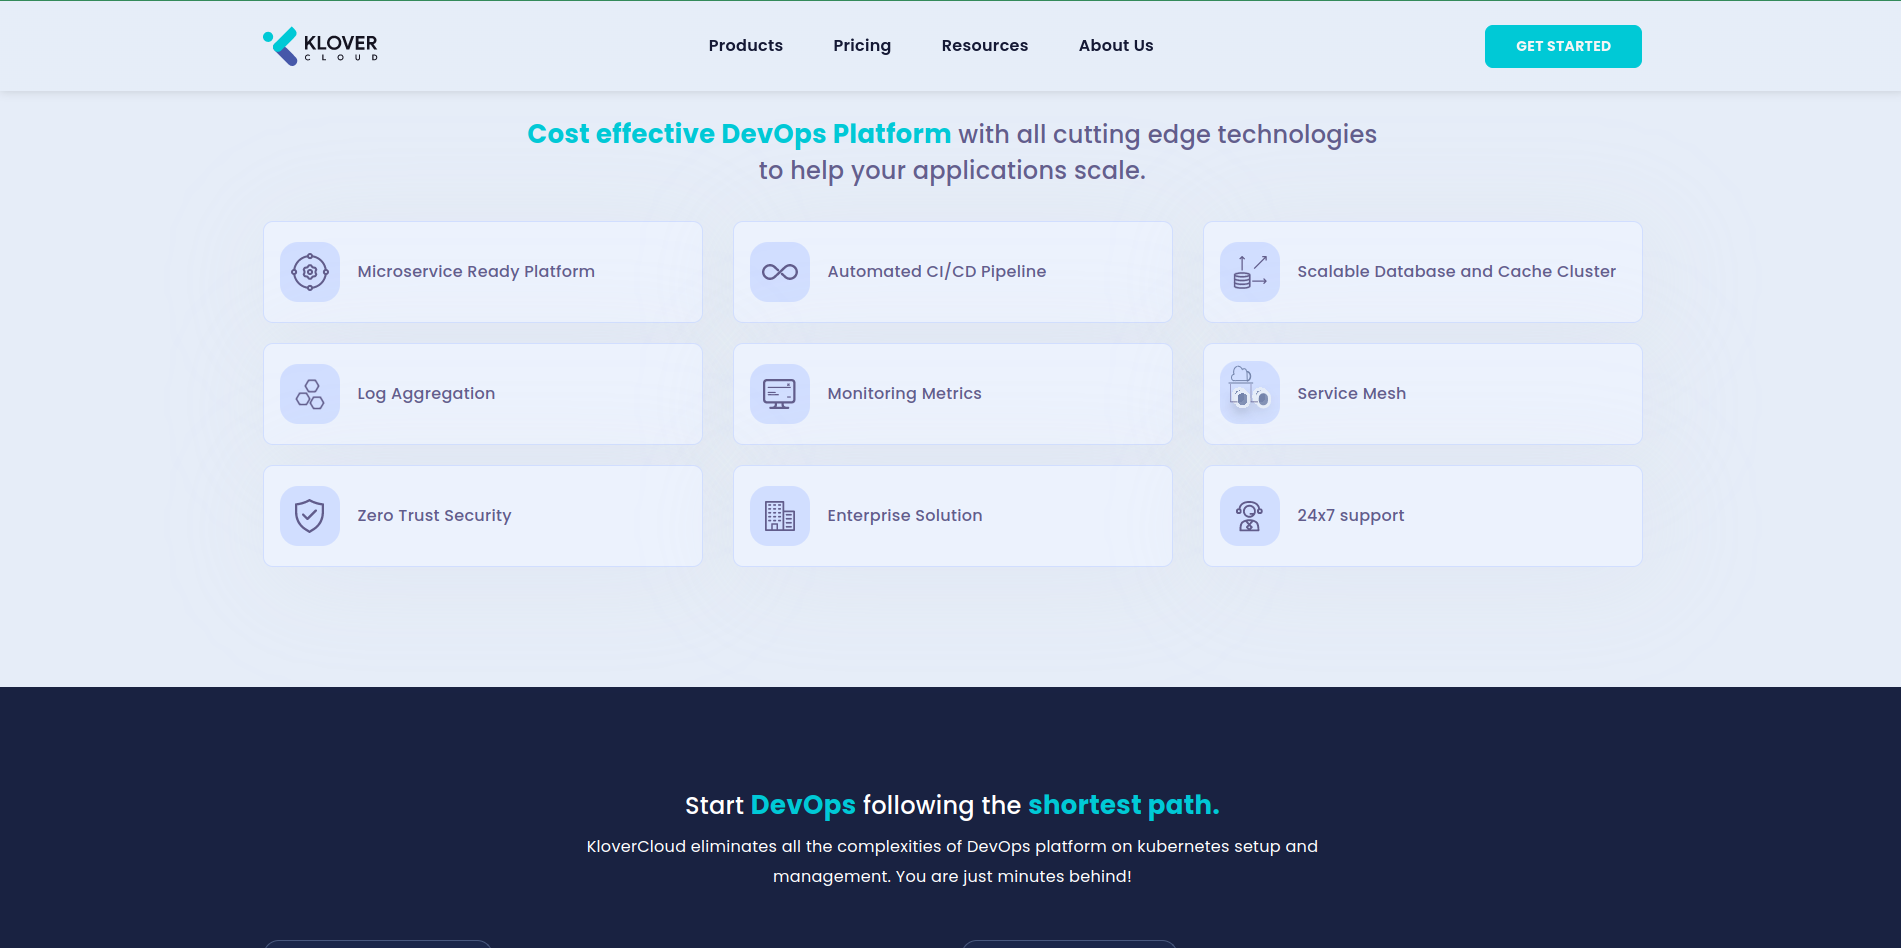 KLOVER
CLOUD
Products
Pricing
Resources
About Us
GET STARTED
Cost effective DevOps Platform with all cutting edge technologies
to help your applications scale.
Microservice Ready Platform
Automated CI/CD Pipeline
Scalable Database and Cache Cluster
Log Aggregation
Monitoring Metrics
Service Mesh
Zero Trust Security
Enterprise Solution
24x7 support
Start DevOps following the shortest path.
KloverCloud eliminates all the complexities of DevOps platform on kubernetes setup and
management. You are just minutes behind!